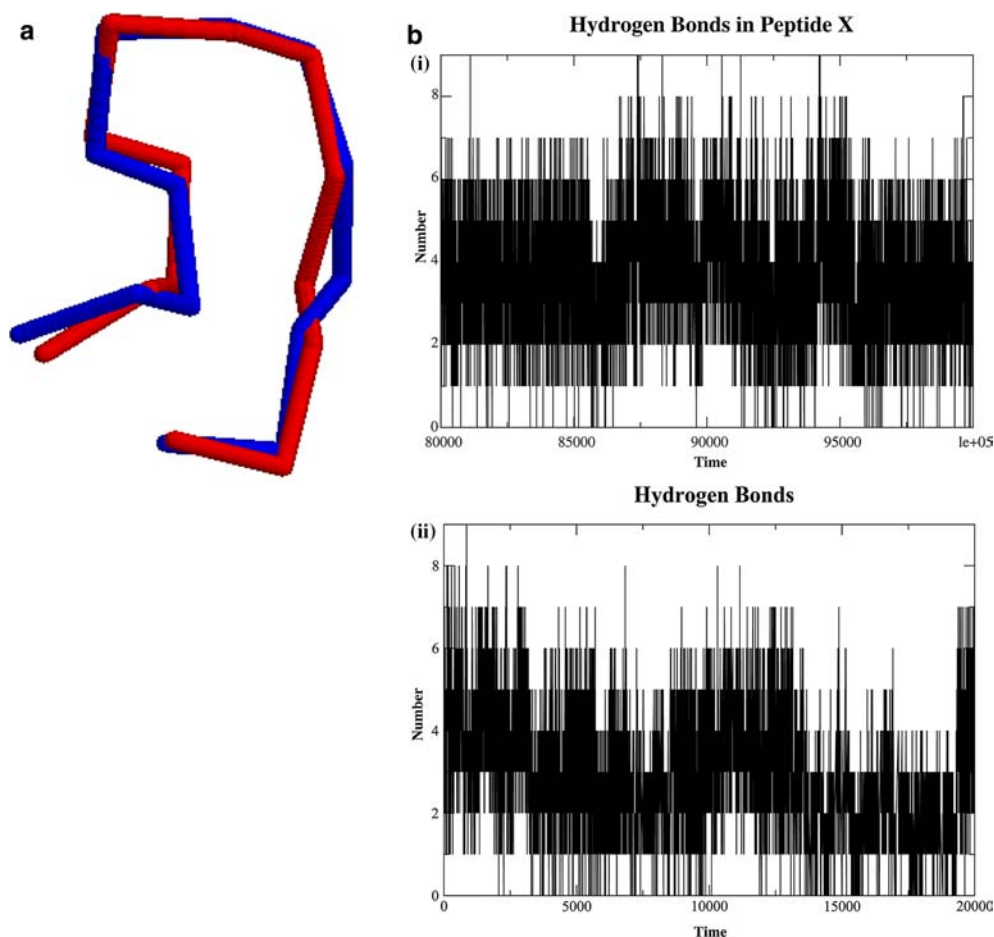 a
b
Hydrogen Bonds in Peptide X
(i)
8
6
4
2
0
Number
80000 85000 90000 95000 1e+05
Time
Hydrogen Bonds
(ii)
8
6
4
2
0
Number
0 5000 10000 15000 20000
Time